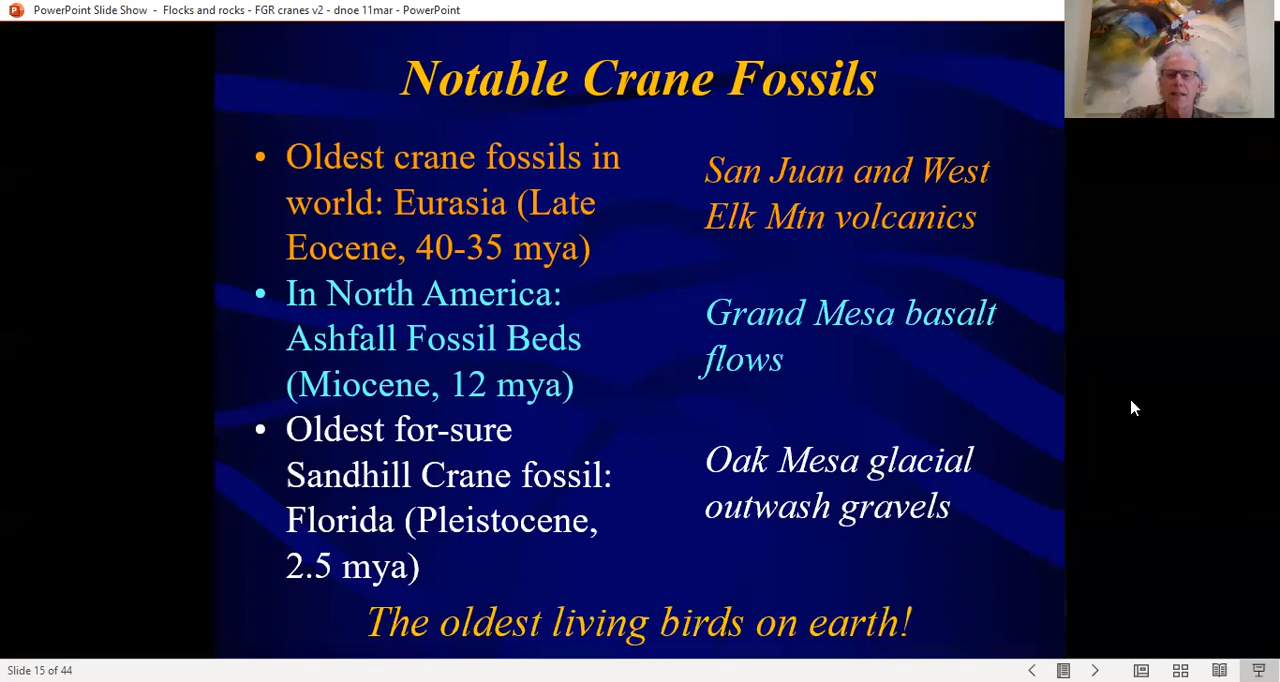 PowerPoint Slide Show - Flocks and rocks - FGR cranes v2 - dnoe 11mar - PowerPoint
Notable Crane Fossils
• Oldest crane fossils in
world: Eurasia (Late
Eocene, 40-35 mya)
San Juan and West
Elk Mtn volcanics
• In North America:
Ashfall Fossil Beds
(Miocene, 12 mya)
Grand Mesa basalt
flows
• Oldest for-sure
Sandhill Crane fossil:
Florida (Pleistocene,
2.5 mya)
Oak Mesa glacial
outwash gravels
The oldest living birds on earth!
Slide 15 of 44